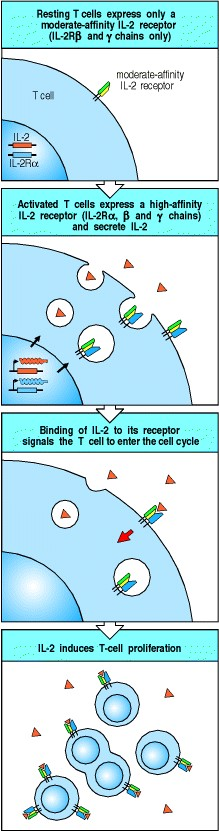 Resting T cells express only a
moderate-affinity IL-2 receptor
(IL-2Rβ and γ chains only)
moderate-affinity
IL-2 receptor
T cell
IL-2
IL-2Rα
Activated T cells express a high-affinity
IL-2 receptor (IL-2Rα, β and γ chains)
and secrete IL-2
Binding of IL-2 to its receptor
signals the T cell to enter the cell cycle
IL-2 induces T-cell proliferation